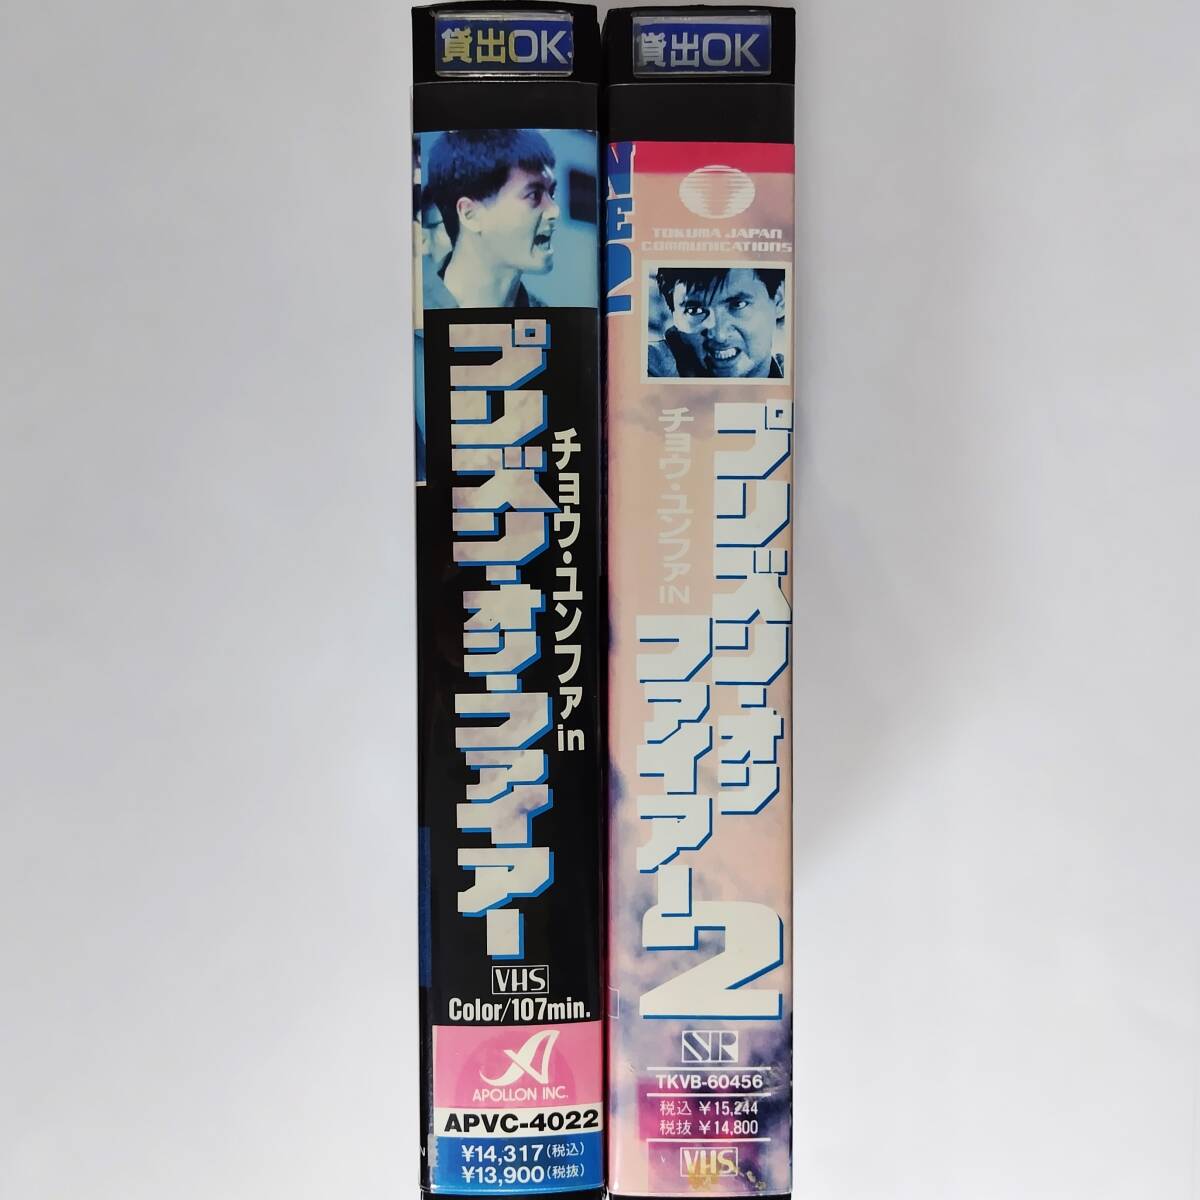 貸出OK
チョウ・ユンファin
プリズン・オン・ファイアー
VHS
Color/107min.
APOLLON INC.
APVC-4022
¥14,317(税込)
¥13,900(税抜)
貸出OK
NE2
TOKUMA JAPAN
COMMUNICATIONS
チョウ・ユンファIN
プリズン・オン
ファイアー2
SR
TKVB-60456
税込 ¥15,244
税抜 ¥14,800
VHS